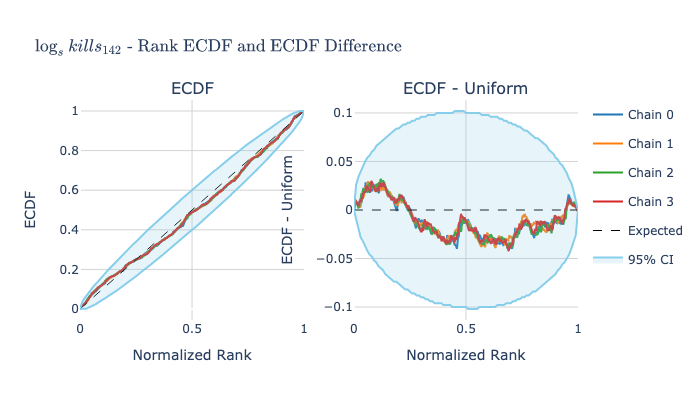 log_s kills_142 - Rank ECDF and ECDF Difference
ECDF
ECDF - Uniform
1
0.8
0.6
0.4
0.2
0
0
0.5
1
ECDF
Normalized Rank
0.1
0.05
0
−0.05
−0.1
0
0.5
1
ECDF - Uniform
Normalized Rank
Chain 0
Chain 1
Chain 2
Chain 3
Expected
95% CI